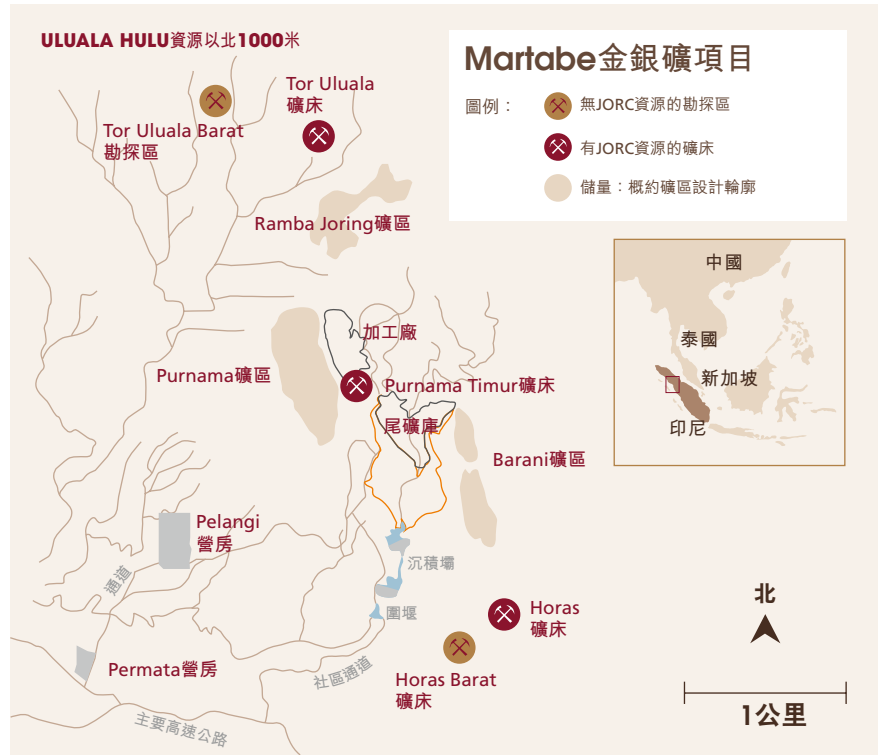 ULUALA HULU資源以北1000米
Martabe金銀礦項目
圖例：
無JORC資源的勘探區
有JORC資源的礦床
儲量：概約礦區設計輪廓
Tor Uluala
礦床
Tor Uluala Barat
勘探區
Ramba Joring礦區
加工廠
Purnama礦區
Purnama Timur礦床
尾礦庫
Barani礦區
中國
泰國
新加坡
印尼
Pelangi
營房
通道
沉積壩
圍堰
Horas
礦床
Horas Barat
礦床
Permata營房
社區通道
主要高速公路
北
1公里